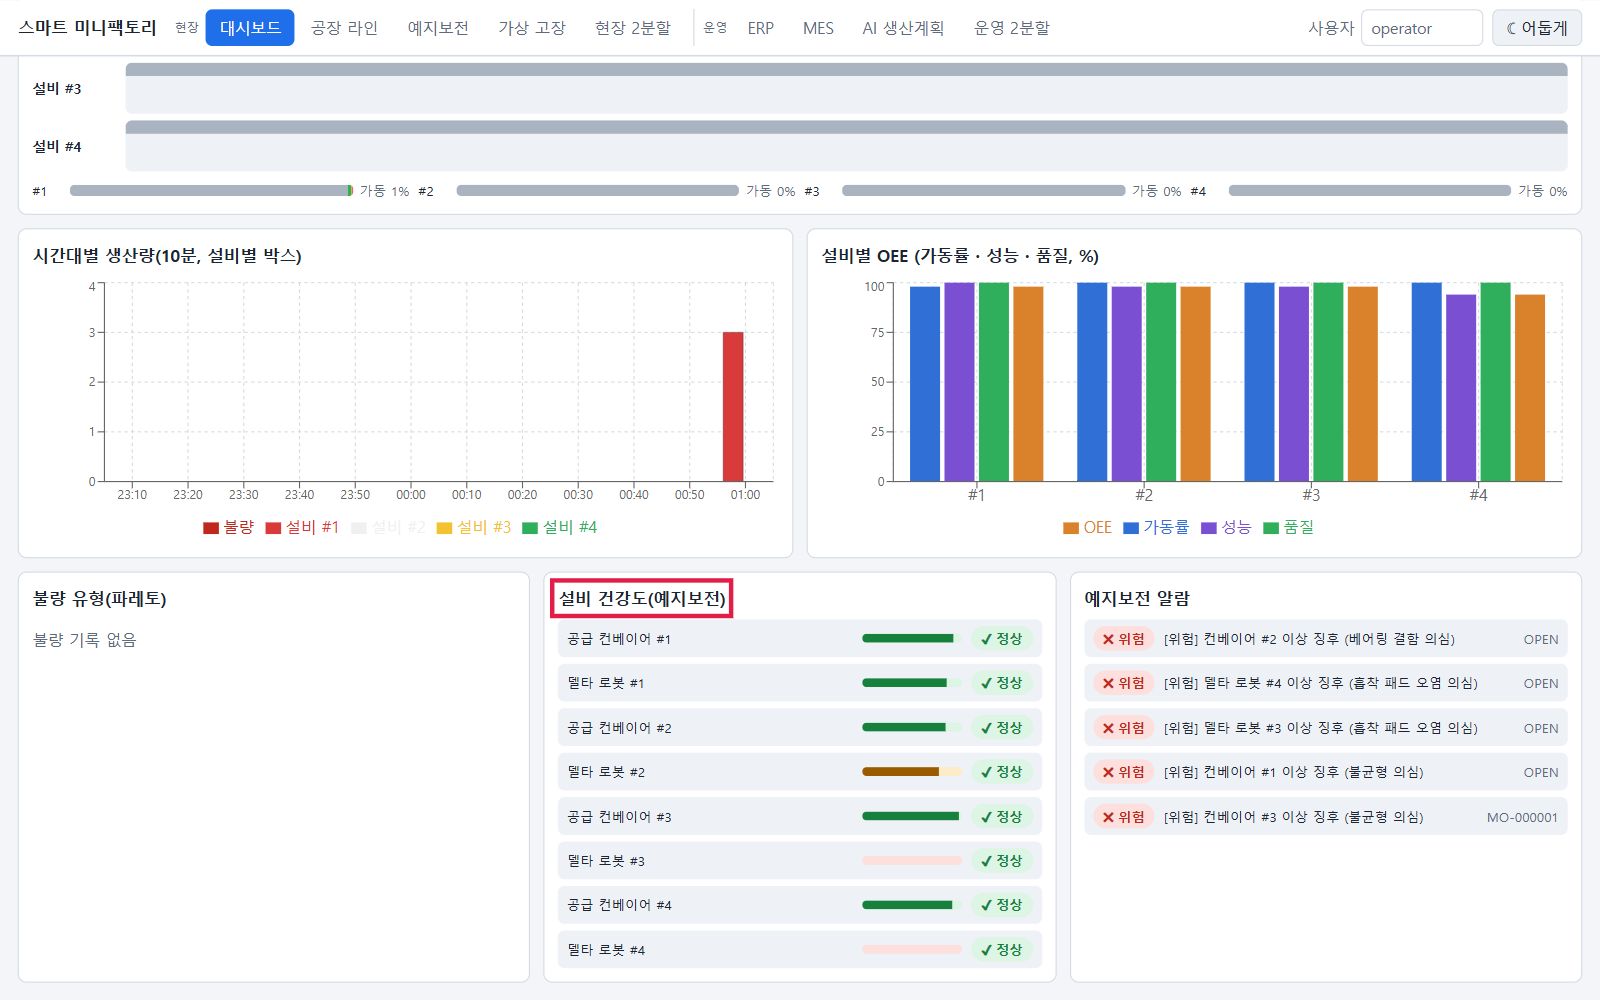 스마트 미니팩토리 현장 대시보드 공장 라인 예지보전 가상 고장 현장 2분할 운영 ERP MES AI 생산계획 운영 2분할 사용자 operator ☾ 어둡게
설비 #3
설비 #4
#1 가동 1% #2 가동 0% #3 가동 0% #4 가동 0%
시간대별 생산량(10분, 설비별 박스)
4
3
2
1
0
23:10 23:20 23:30 23:40 23:50 00:00 00:10 00:20 00:30 00:40 00:50 01:00
불량 설비 #1 설비 #2 설비 #3 설비 #4
설비별 OEE (가동률 · 성능 · 품질, %)
100
75
50
25
0
#1 #2 #3 #4
OEE 가동률 성능 품질
불량 유형(파레토)
불량 기록 없음
설비 건강도(예지보전)
공급 컨베이어 #1 ✓ 정상
델타 로봇 #1 ✓ 정상
공급 컨베이어 #2 ✓ 정상
델타 로봇 #2 ✓ 정상
공급 컨베이어 #3 ✓ 정상
델타 로봇 #3 ✓ 정상
공급 컨베이어 #4 ✓ 정상
델타 로봇 #4 ✓ 정상
예지보전 알람
✕ 위험 [위험] 컨베이어 #2 이상 징후 (베어링 결함 의심) OPEN
✕ 위험 [위험] 델타 로봇 #4 이상 징후 (흡착 패드 오염 의심) OPEN
✕ 위험 [위험] 델타 로봇 #3 이상 징후 (흡착 패드 오염 의심) OPEN
✕ 위험 [위험] 컨베이어 #1 이상 징후 (불균형 의심) OPEN
✕ 위험 [위험] 컨베이어 #3 이상 징후 (불균형 의심) MO-000001